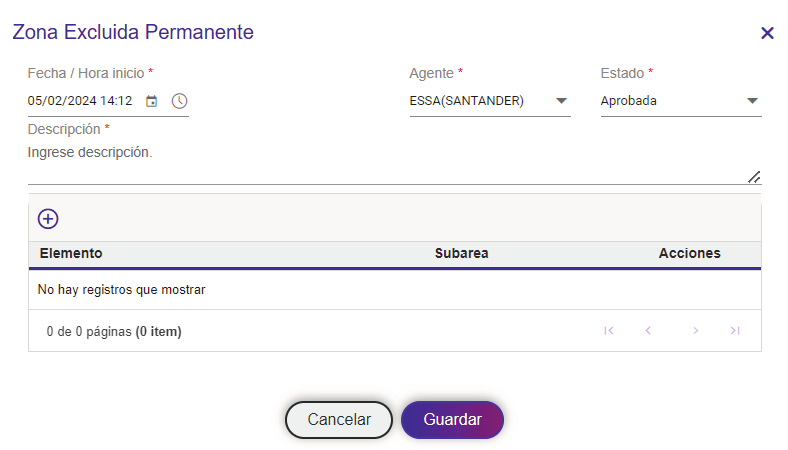 Zona Excluida Permanente
Fecha / Hora inicio * Agente * Estado *
05/02/2024 14:12 ESSA(SANTANDER) Aprobada
Descripción *
Ingrese descripción.
Elemento Subarea Acciones
No hay registros que mostrar
0 de 0 páginas (0 item)
Cancelar Guardar